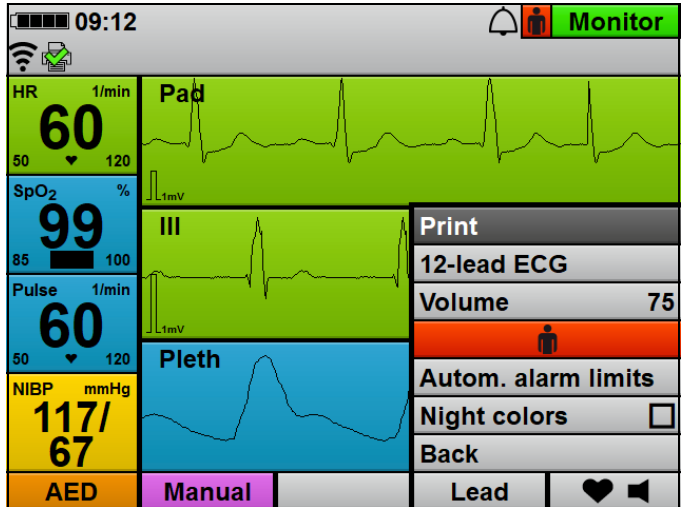 09:12
Monitor
HR 1/min
60
50 120
Pad
1mV
SpO2 %
99
85 100
III
1mV
Pulse 1/min
60
50 120
Pleth
NIBP mmHg
117/
67
Print
12-lead ECG
Volume 75
Autom. alarm limits
Night colors
Back
AED
Manual
Lead